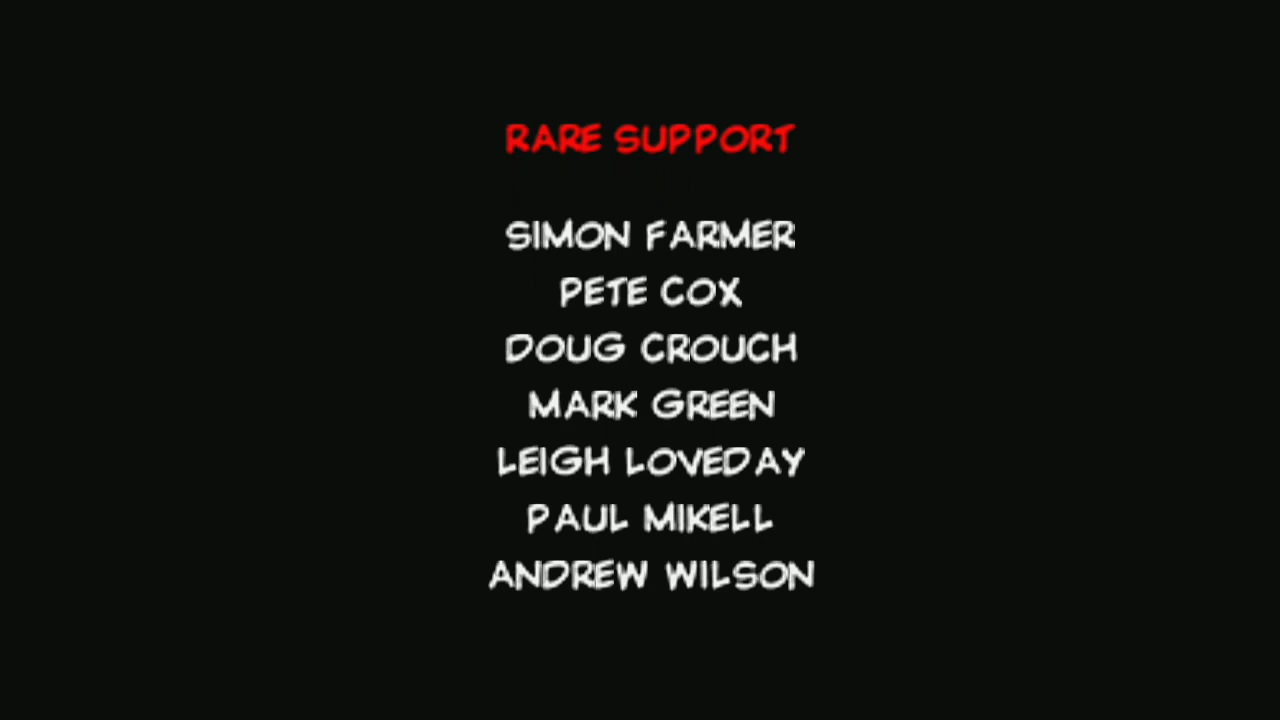 RARE SUPPORT
SIMON FARMER
PETE COX
DOUG CROUCH
MARK GREEN
LEIGH LOVEDAY
PAUL MIKELL
ANDREW WILSON